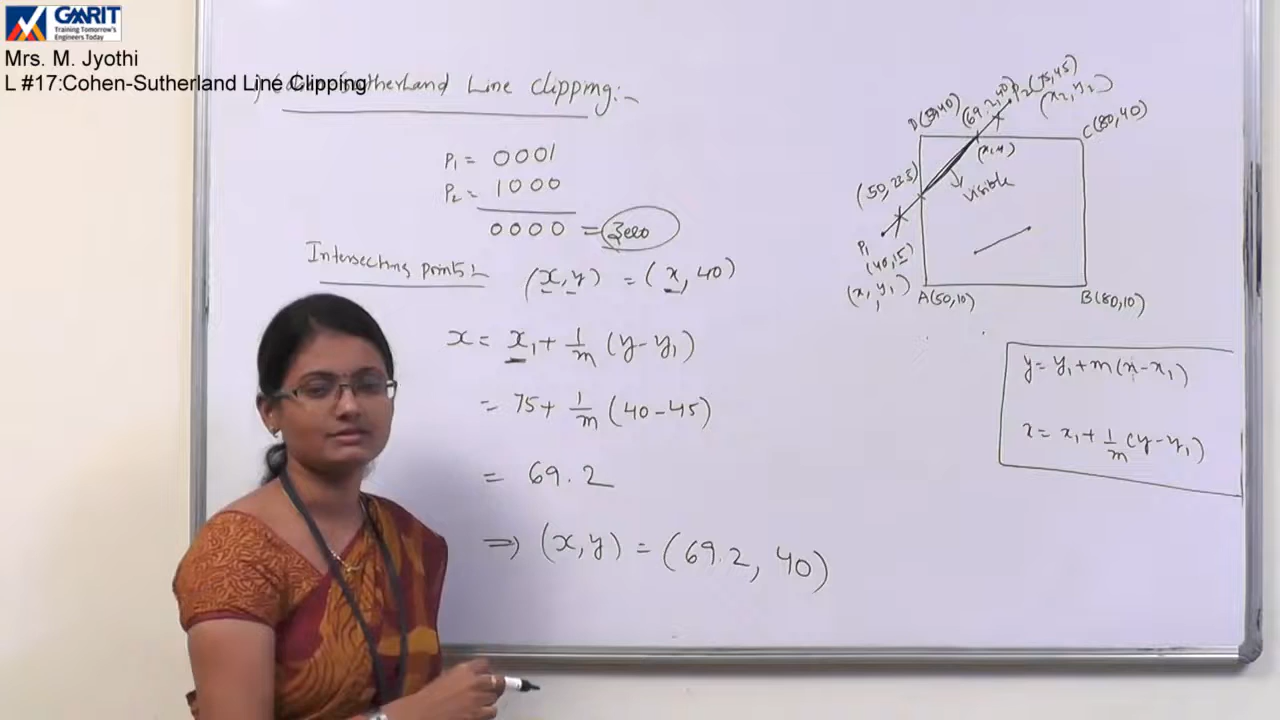 GMRIT
Training Tomorrow's
Engineers Today
Mrs. M. Jyothi
L #17:Cohen-Sutherland Line Clipping
Sutherland Line Clipping:-
P1 = 0001
P2 = 1000
0000 = Zero
Intersecting points:-
(x, y) = (x, 40)
x = x1 + 1/m (y - y1)
= 75 + 1/m (40 - 45)
= 69.2
⇒ (x, y) = (69.2, 40)
P2 (75,45)
(x2, y2)
(69.2, 40)
D(50,40)
C(80,40)
(x, y)
visible
P1
(40,15)
(x1, y1)
A(50,10)
B(80,10)
y = y1 + m(x - x1)
x = x1 + 1/m (y - y1)